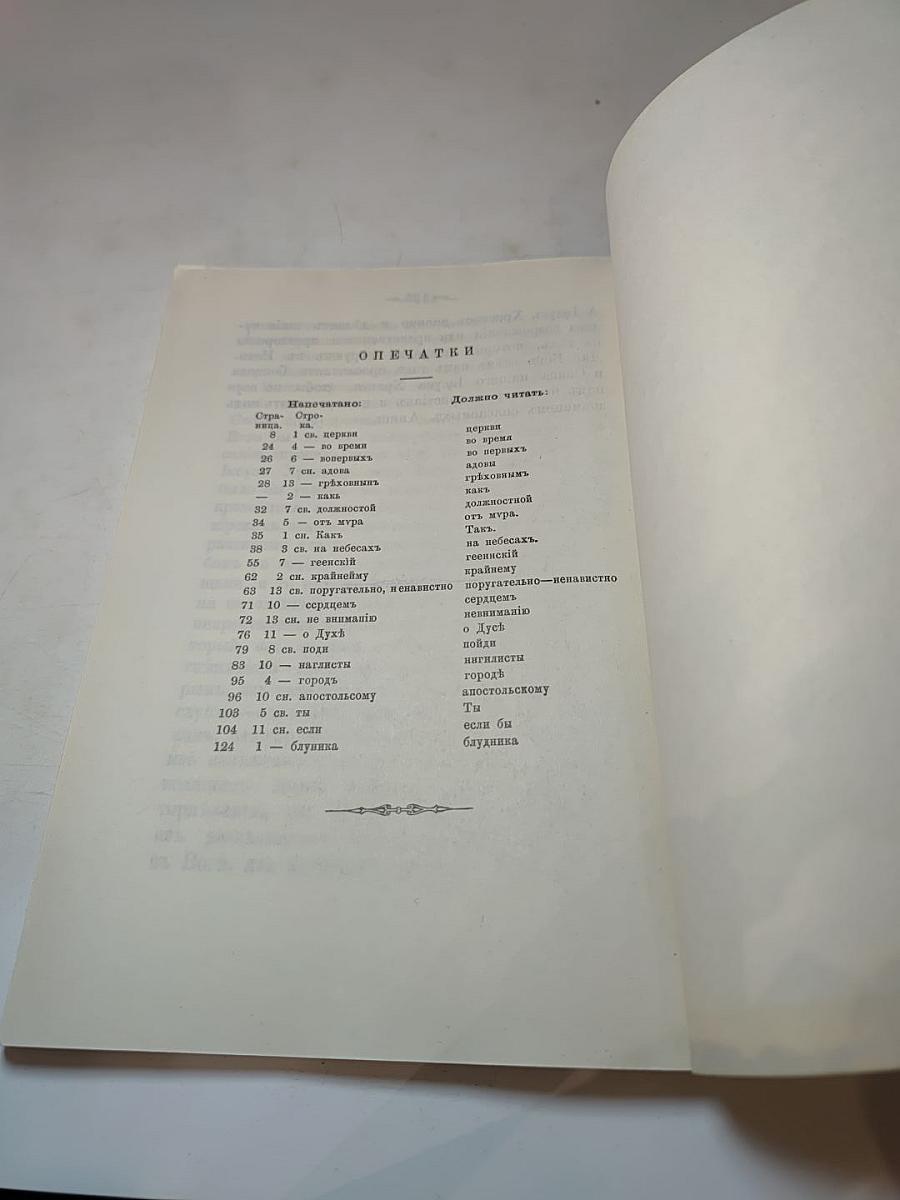 ОПЕЧАТКИ
Напечатано: Должно читать:
Стра- Стро-
ница. ка.
8 1 св. церкви церкви
24 4 — во время во время
26 6 — вопервыхъ во первыхъ
27 7 сн. адова адовы
28 13 — грѣховнынъ грѣховнымъ
— 2 — какь какъ
32 7 св. должностой должностной
34 5 — отъ мѵра отъ мѵра.
35 1 сн. Какъ Такъ.
38 3 св. на небесахъ на небесахъ.
55 7 — геенскій гееннскій
62 2 сн. крайнейму крайнему
63 13 св. поругательно, ненавистно поругательно—ненавистно
71 10 — сердцемъ сердцемъ
72 13 сн. не вниманію невниманію
76 11 — о Духѣ о Дусѣ
79 8 св. поди пойди
83 10 — наглисты нигилисты
95 4 — городъ городѣ
96 10 сн. апостольсому апостольскому
103 5 св. ты Ты
104 11 сн. если если бы
124 1 — блуника блудника